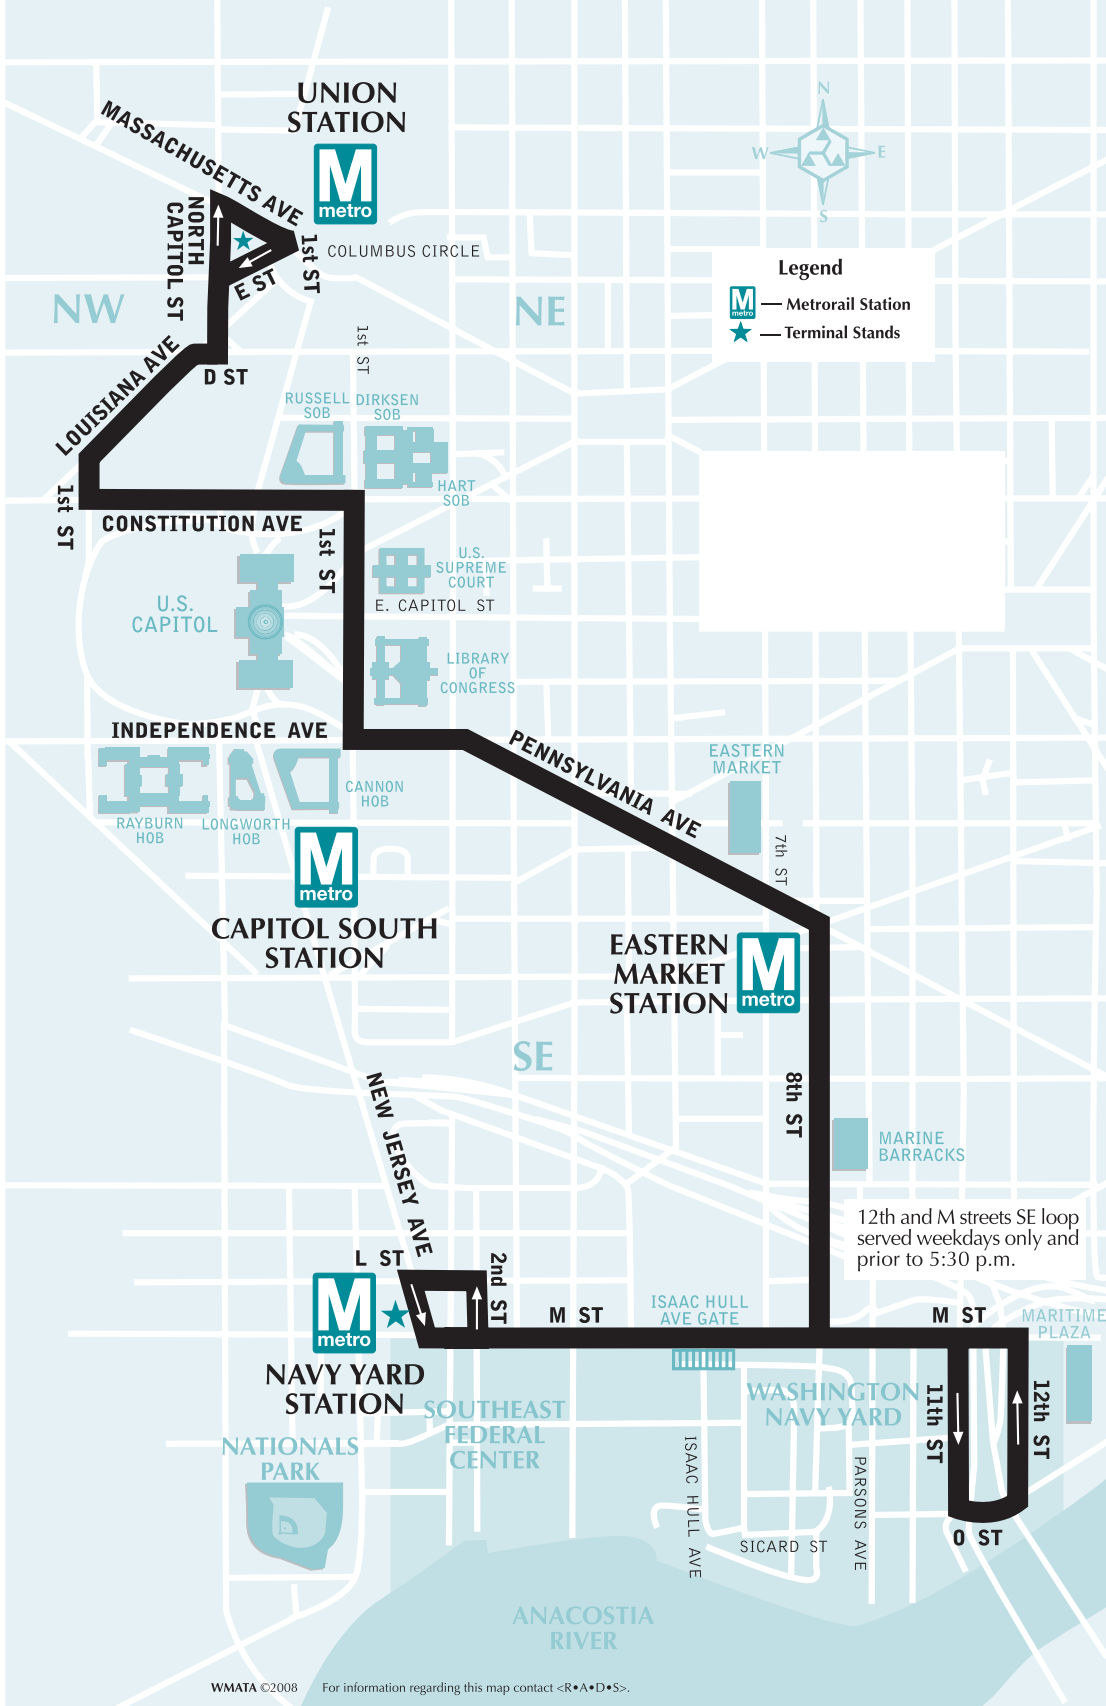 UNION
STATION
M
metro
MASSACHUSETTS AVE
NORTH
CAPITOL ST
1st ST
COLUMBUS CIRCLE
E ST
N
W
E
S
Legend
M
metro
Metrorail Station
Terminal Stands
NW
NE
1st ST
LOUISIANA AVE
D ST
RUSSELL
SOB
DIRKSEN
SOB
HART
SOB
1st ST
CONSTITUTION AVE
1st ST
U.S.
SUPREME
COURT
E. CAPITOL ST
U.S.
CAPITOL
LIBRARY
OF
CONGRESS
INDEPENDENCE AVE
PENNSYLVANIA AVE
EASTERN
MARKET
CANNON
HOB
RAYBURN
HOB
LONGWORTH
HOB
7th ST
M
metro
CAPITOL SOUTH
STATION
EASTERN
MARKET
STATION
M
metro
SE
NEW JERSEY AVE
8th ST
MARINE
BARRACKS
12th and M streets SE loop
served weekdays only and
prior to 5:30 p.m.
L ST
2nd ST
M
metro
M ST
ISAAC HULL
AVE GATE
M ST
MARITIME
PLAZA
NAVY YARD
STATION
SOUTHEAST
FEDERAL
CENTER
WASHINGTON
NAVY YARD
11th ST
12th ST
NATIONALS
PARK
ISAAC HULL AVE
PARSONS AVE
SICARD ST
O ST
ANACOSTIA
RIVER
WMATA ©2008 For information regarding this map contact <R•A•D•S>.